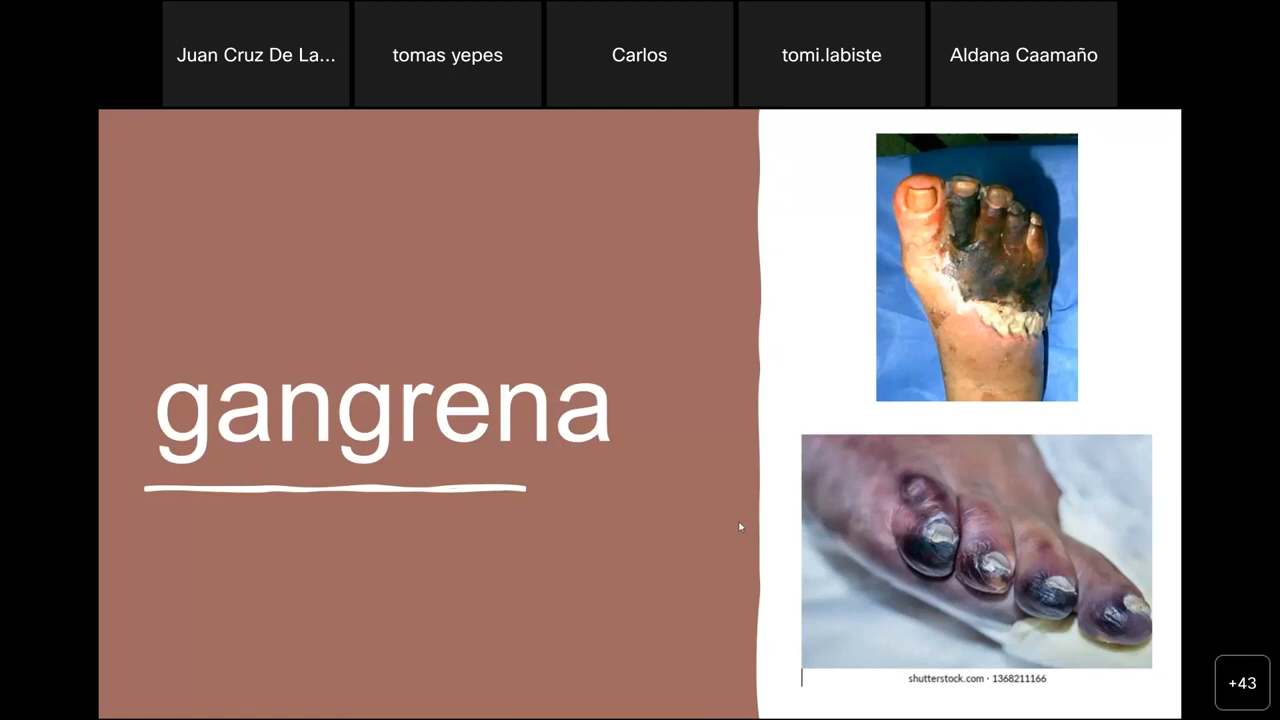 Juan Cruz De La...
tomas yepes
Carlos
tomi.labiste
Aldana Caamaño
gangrena
shutterstock.com · 1368211166
+43